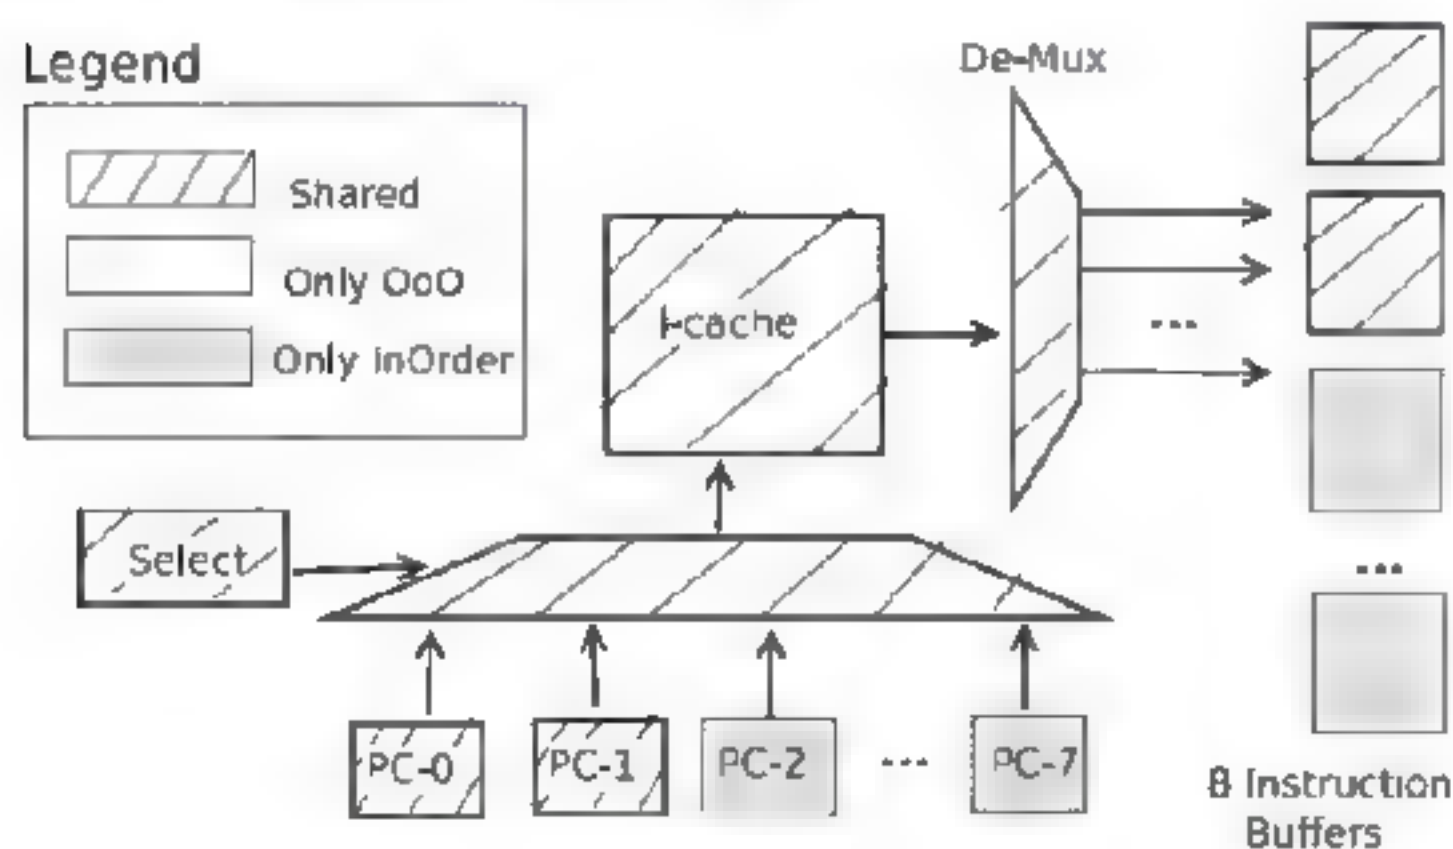 Legend
De-Mux
Shared
Only OoO
Only inOrder
I-cache
...
...
Select
PC-0
PC-1
PC-2
...
PC-7
8 Instruction
Buffers